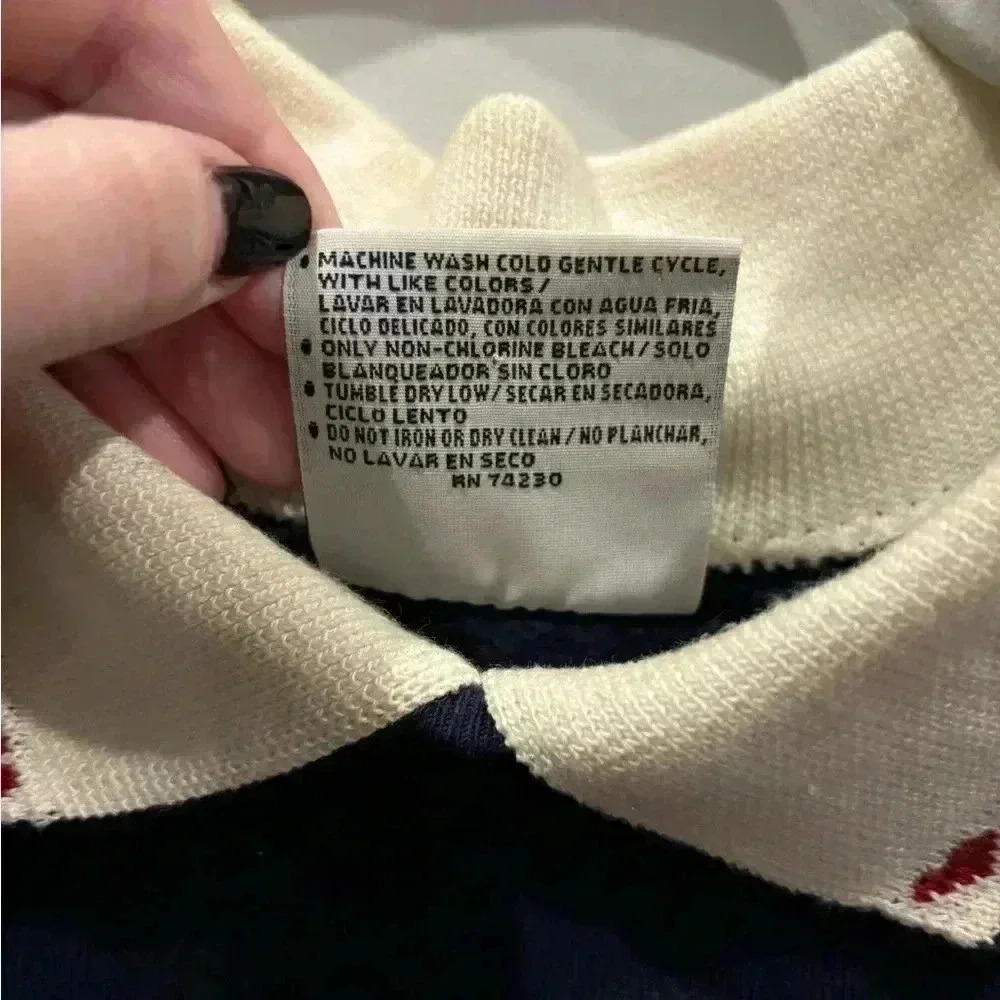 • MACHINE WASH COLD GENTLE CYCLE,
WITH LIKE COLORS /
LAVAR EN LAVADORA CON AGUA FRIA,
CICLO DELICADO, CON COLORES SIMILARES
• ONLY NON-CHLORINE BLEACH / SOLO
BLANQUEADOR SIN CLORO
• TUMBLE DRY LOW / SECAR EN SECADORA,
CICLO LENTO
• DO NOT IRON OR DRY CLEAN / NO PLANCHAR,
NO LAVAR EN SECO
RN 74230